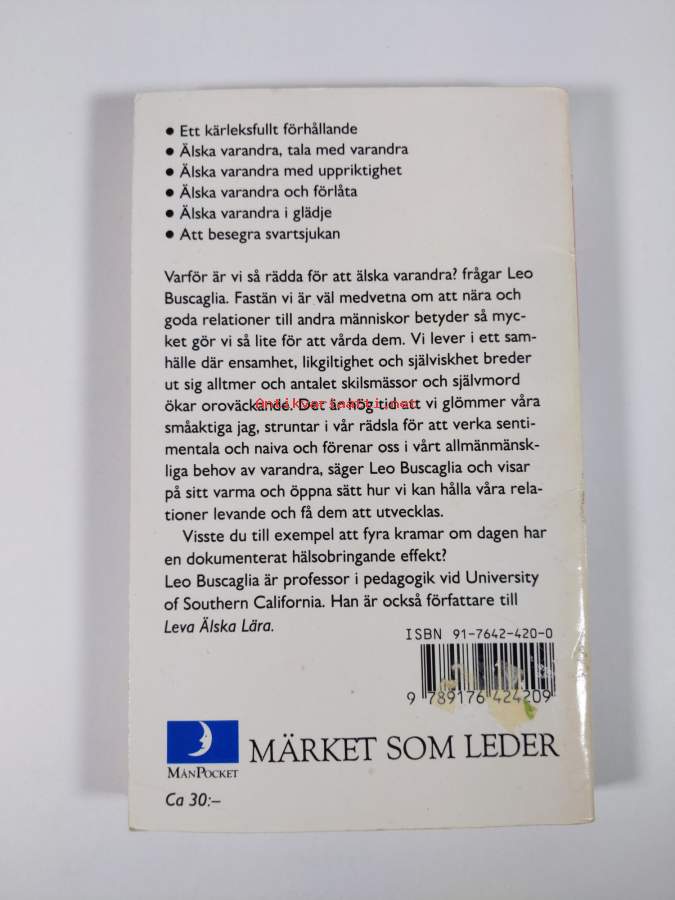 • Ett kärleksfullt förhållande
• Älska varandra, tala med varandra
• Älska varandra med uppriktighet
• Älska varandra och förlåta
• Älska varandra i glädje
• Att besegra svartsjukan
Varför är vi så rädda för att älska varandra? frågar Leo
Buscaglia. Fastän vi är väl medvetna om att nära och
goda relationer till andra människor betyder så myc-
ket gör vi så lite för att vårda dem. Vi lever i ett sam-
hälle där ensamhet, likgiltighet och själviskhet breder
ut sig alltmer och antalet skilsmässor och självmord
ökar oroväckande. Det är hög tid att vi glömmer våra
Antikvariaatti.net
småaktiga jag, struntar i vår rädsla för att verka senti-
mentala och naiva och förenar oss i vårt allmänmänsk-
liga behov av varandra, säger Leo Buscaglia och visar
på sitt varma och öppna sätt hur vi kan hålla våra rela-
tioner levande och få dem att utvecklas.
Visste du till exempel att fyra kramar om dagen har
en dokumenterat hälsobringande effekt?
Leo Buscaglia är professor i pedagogik vid University
of Southern California. Han är också författare till
Leva Älska Lära.
ISBN 91-7642-420-0
9 789176 424209
MÅNPOCKET
MÄRKET SOM LEDER
Ca 30:–